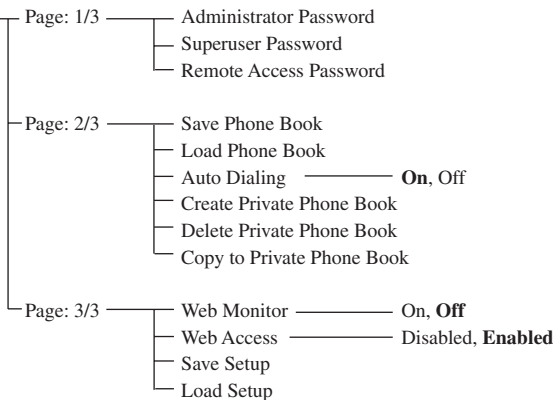 Page: 1/3 Administrator Password
Superuser Password
Remote Access Password
Page: 2/3 Save Phone Book
Load Phone Book
Auto Dialing On, Off
Create Private Phone Book
Delete Private Phone Book
Copy to Private Phone Book
Page: 3/3 Web Monitor On, Off
Web Access Disabled, Enabled
Save Setup
Load Setup